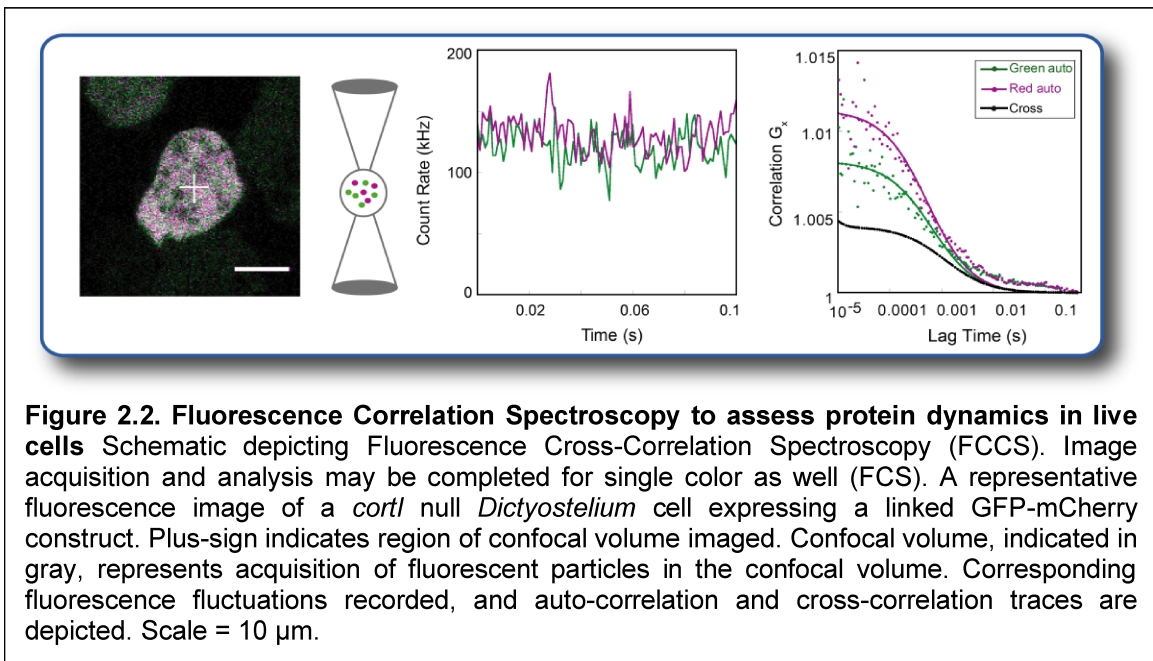 200
100
0
Count Rate (kHz)
0.02
0.06
0.1
Time (s)
1.015
1.01
1.005
1
Correlation Gx
Green auto
Red auto
Cross
10-5
0.0001
0.001
0.01
0.1
Lag Time (s)
Figure 2.2. Fluorescence Correlation Spectroscopy to assess protein dynamics in live
cells Schematic depicting Fluorescence Cross-Correlation Spectroscopy (FCCS). Image
acquisition and analysis may be completed for single color as well (FCS). A representative
fluorescence image of a cortI null Dictyostelium cell expressing a linked GFP-mCherry
construct. Plus-sign indicates region of confocal volume imaged. Confocal volume, indicated in
gray, represents acquisition of fluorescent particles in the confocal volume. Corresponding
fluorescence fluctuations recorded, and auto-correlation and cross-correlation traces are
depicted. Scale = 10 μm.